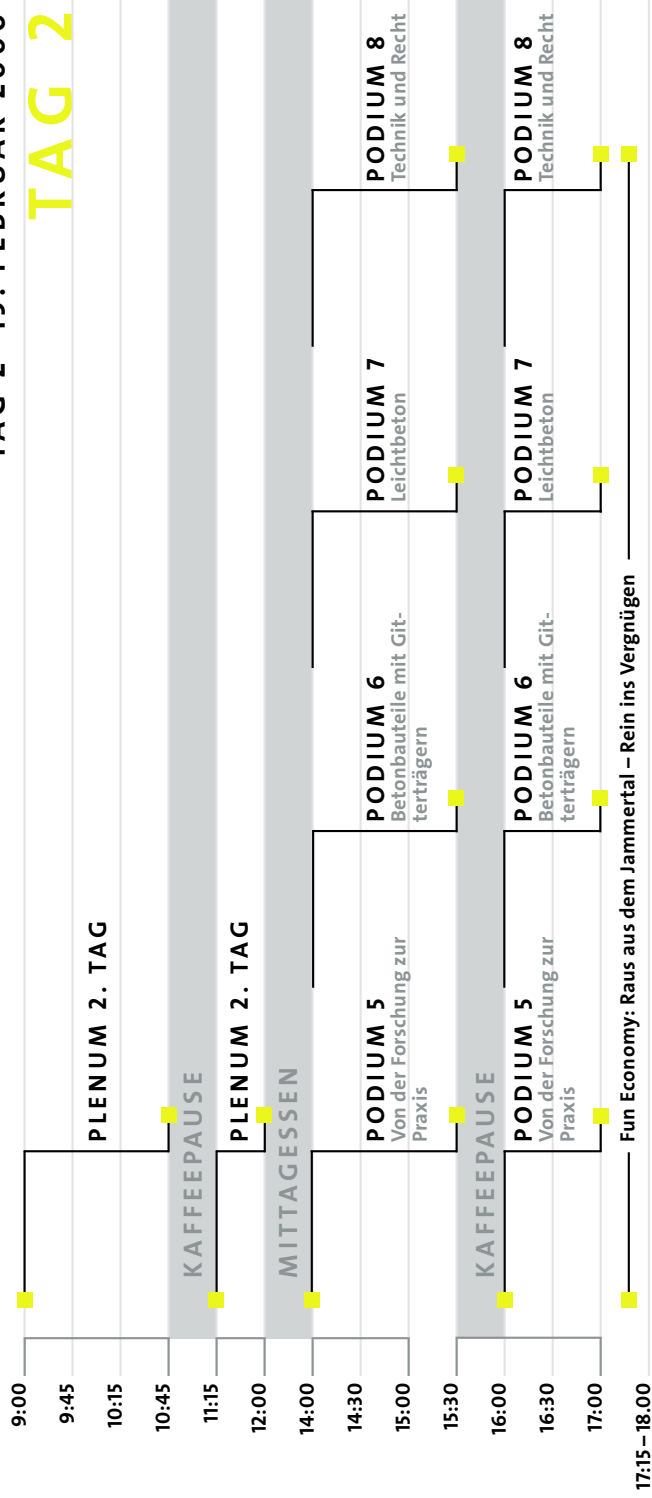 TAG 2 FEBRUAR
TAG 2
9:00
9:45
10:15
10:45
11:15
12:00
14:00
14:30
15:00
15:30
16:00
16:30
17:00
17:15 – 18.00
PLENUM 2. TAG
KAFFEEPAUSE
PLENUM 2. TAG
MITTAGESSEN
PODIUM 5
Von der Forschung zur
Praxis
PODIUM 6
Betonbauteile mit Git-
terträgern
PODIUM 7
Leichtbeton
PODIUM 8
Technik und Recht
KAFFEEPAUSE
PODIUM 5
Von der Forschung zur
Praxis
PODIUM 6
Betonbauteile mit Git-
terträgern
PODIUM 7
Leichtbeton
PODIUM 8
Technik und Recht
Fun Economy: Raus aus dem Jammertal – Rein ins Vergnügen